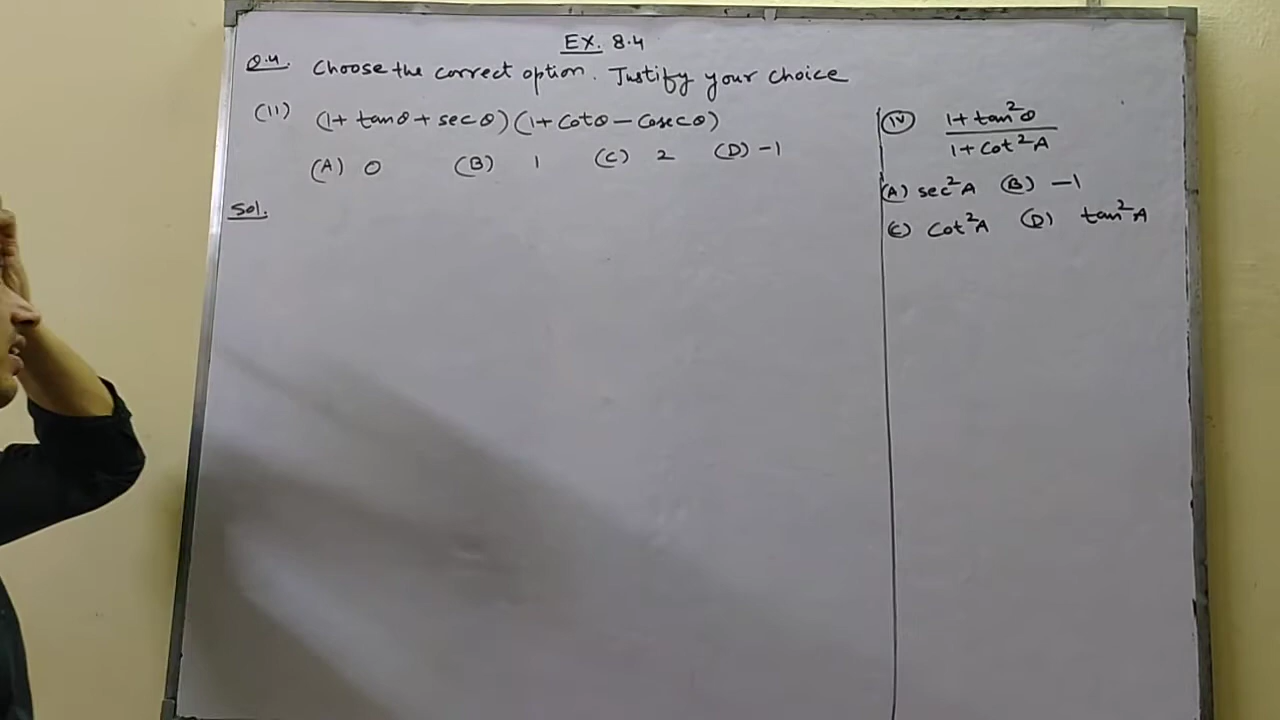 EX. 8.4
Q.4. Choose the correct option. Justify your choice
(ii) (1+ tanθ + secθ)(1+ cotθ – cosecθ)
(A) 0 (B) 1 (C) 2 (D) –1
Sol.
(iv) 1+ tan²θ
1+ cot²A
(A) sec²A (B) –1
(C) cot²A (D) tan²A